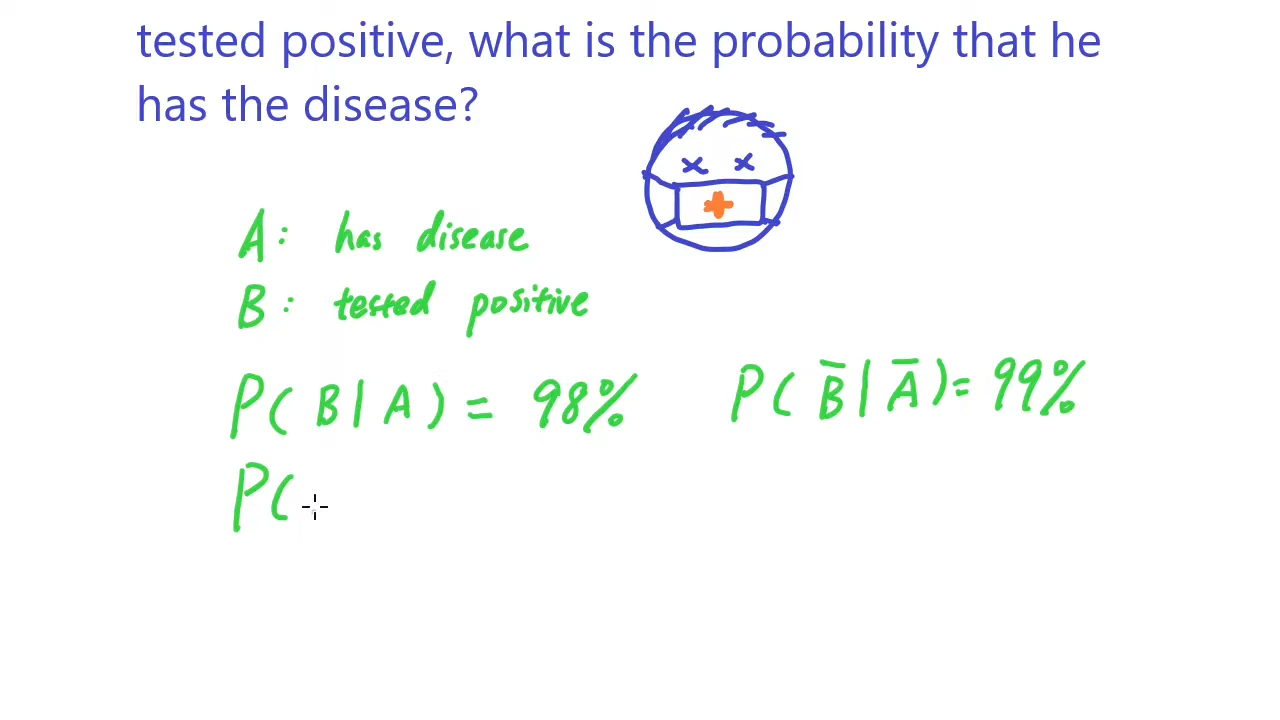 tested positive, what is the probability that he
has the disease?
A: has disease
B: tested positive
P(B|A) = 98% P(B̅|A̅) = 99%
P(